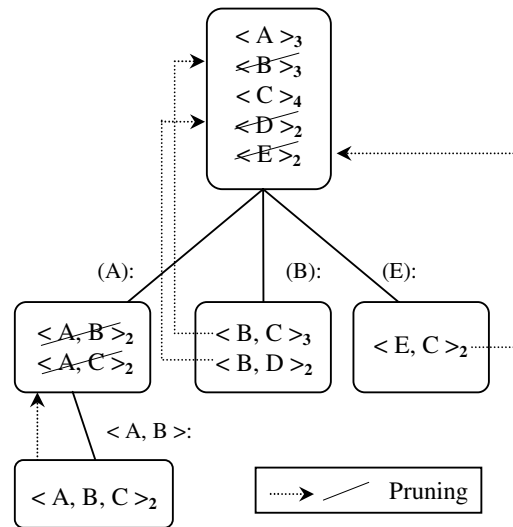 < A >3
< B >3
< C >4
< D >2
< E >2
(A):
(B):
(E):
< A, B >2
< A, C >2
< B, C >3
< B, D >2
< E, C >2
< A, B >:
< A, B, C >2
Pruning